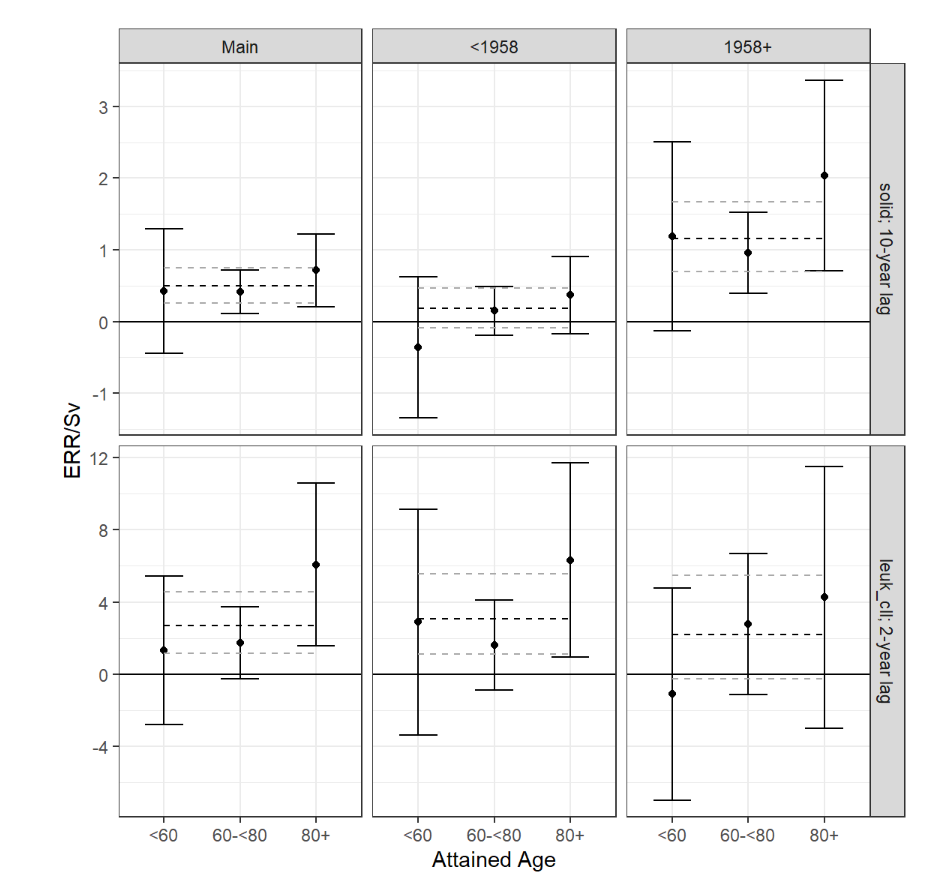 Main
<1958
1958+
3
2
1
0
-1
solid; 10-year lag
ERR/Sv
12
8
4
0
-4
leuk_cll; 2-year lag
<60 60-<80 80+
<60 60-<80 80+
<60 60-<80 80+
Attained Age